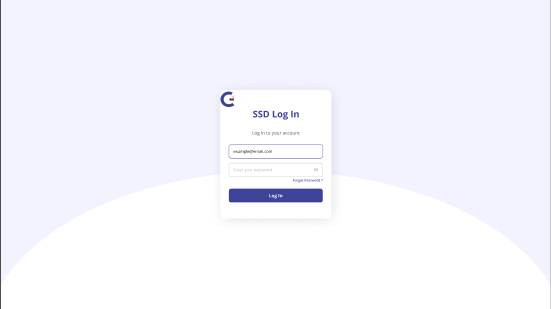 SSD Log In
Log in to your account
example@email.com
Enter your password
Forgot Password ?
Log In